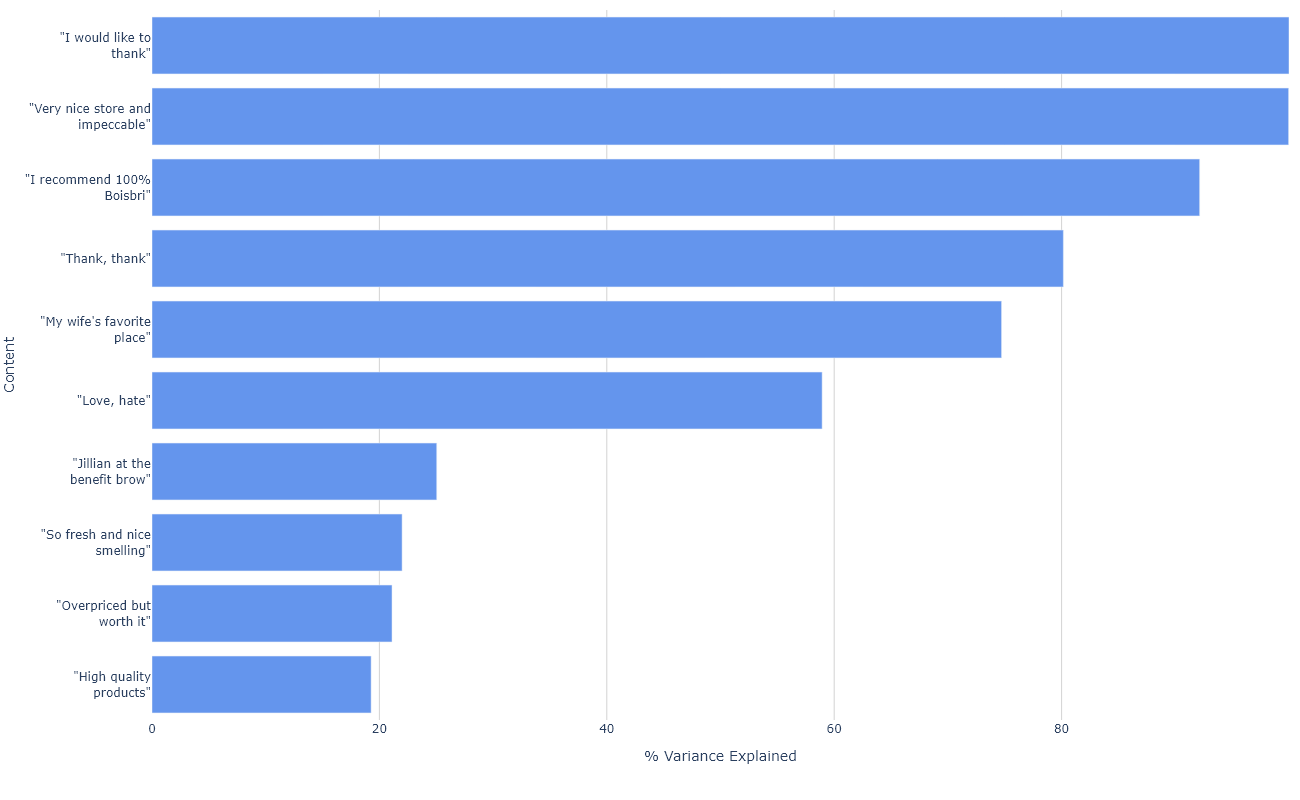 "I would like to
thank"
"Very nice store and
impeccable"
"I recommend 100%
Boisbri"
"Thank, thank"
"My wife's favorite
place"
"Love, hate"
"Jillian at the
benefit brow"
"So fresh and nice
smelling"
"Overpriced but
worth it"
"High quality
products"
Content
0 20 40 60 80
% Variance Explained